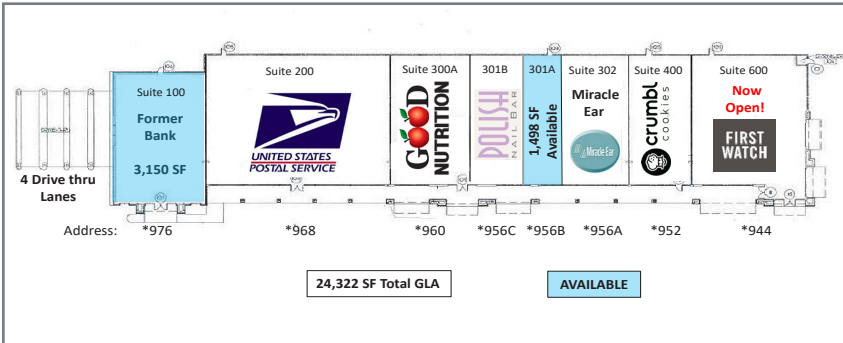 Suite 100
Former
Bank
3,150 SF
4 Drive thru
Lanes
Suite 200
UNITED STATES
POSTAL SERVICE
Suite 300A
GOOD
NUTRITION
301B
POLISH
NAIL BAR
301A
1,498 SF
Available
Suite 302
Miracle
Ear
Miracle Ear
Suite 400
crumbl
cookies
Suite 600
Now
Open!
FIRST
WATCH
Address: *976 *968 *960 *956C *956B *956A *952 *944
24,322 SF Total GLA
AVAILABLE